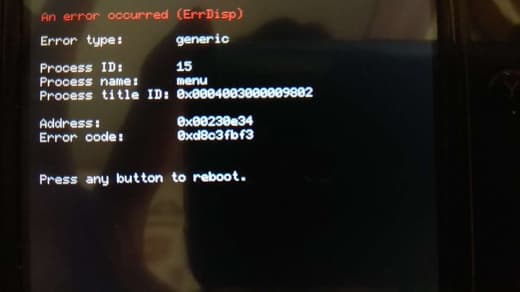 An error occurred (ErrDisp)
Error type: generic
Process ID: 15
Process name: menu
Process title ID: 0x0004003000009802
Address: 0x00230e34
Error code: 0xd8c3fbf3
Press any button to reboot.